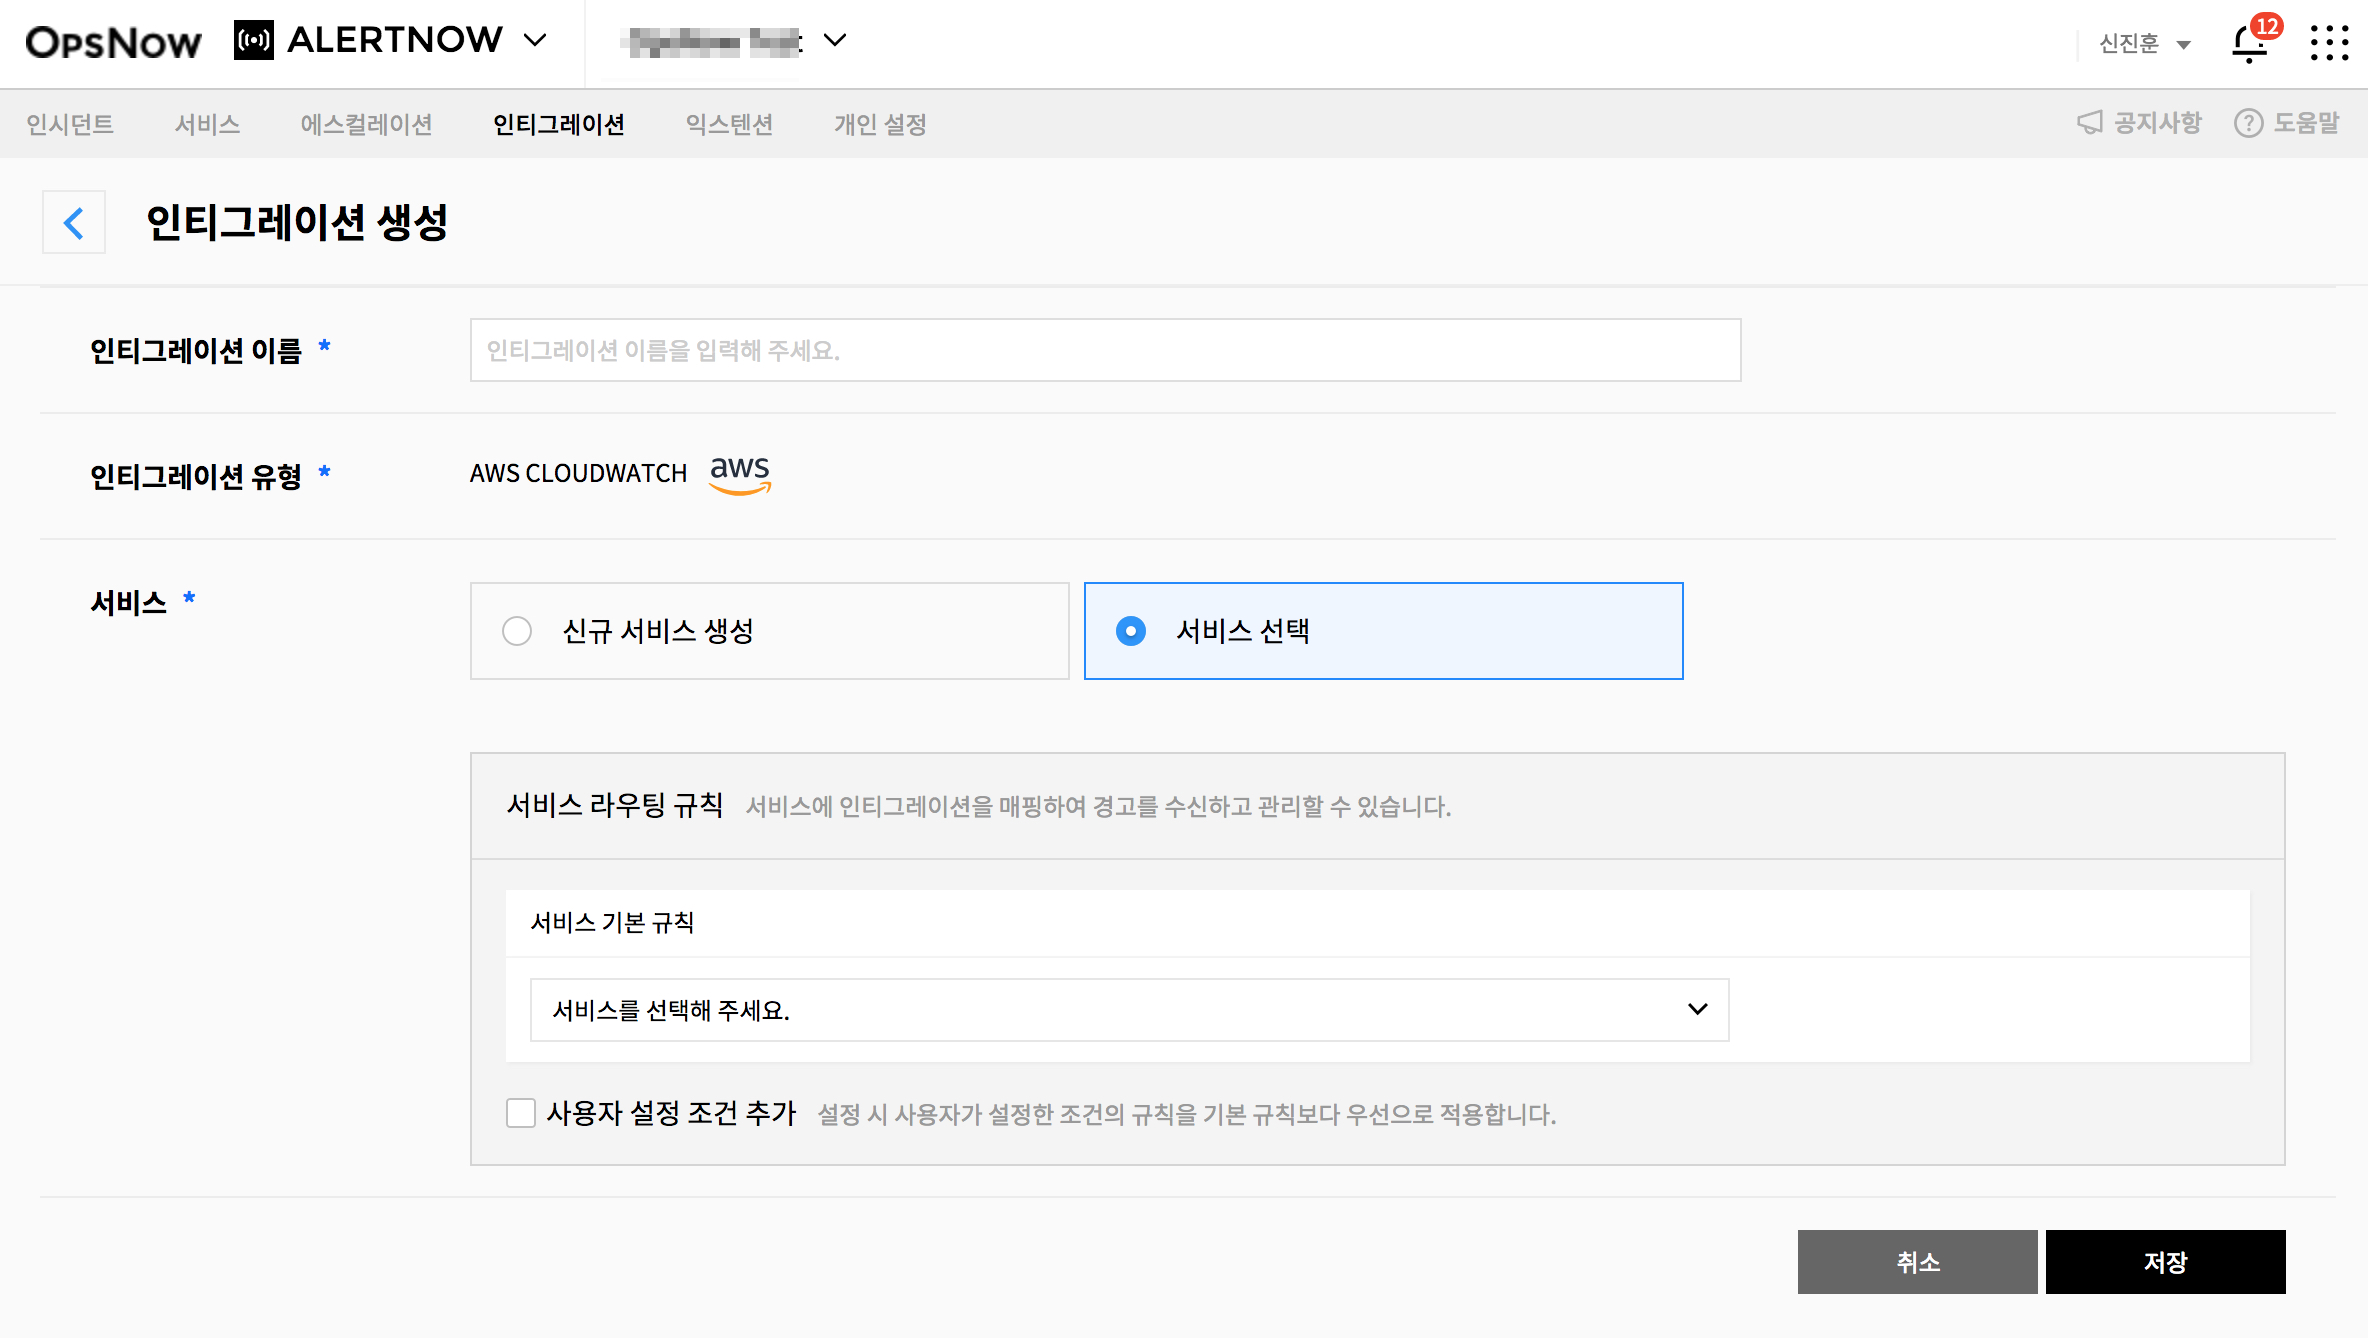 OpsNow ALERTNOW 신진훈 12
인시던트 서비스 에스컬레이션 인티그레이션 익스텐션 개인 설정 공지사항 ? 도움말
인티그레이션 생성
인티그레이션 이름 * 인티그레이션 이름을 입력해 주세요.
인티그레이션 유형 * AWS CLOUDWATCH aws
서비스 * 신규 서비스 생성 서비스 선택
서비스 라우팅 규칙 서비스에 인티그레이션을 매핑하여 경고를 수신하고 관리할 수 있습니다.
서비스 기본 규칙
서비스를 선택해 주세요.
사용자 설정 조건 추가 설정 시 사용자가 설정한 조건의 규칙을 기본 규칙보다 우선으로 적용합니다.
취소 저장